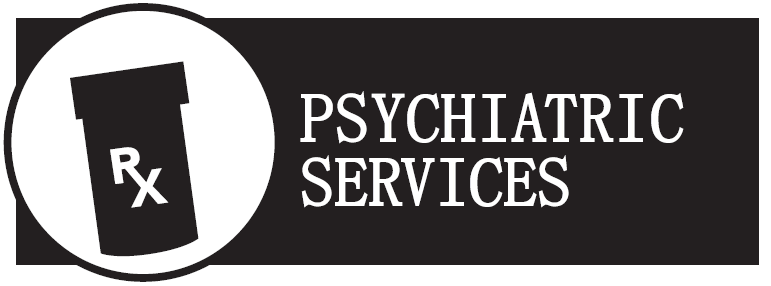 Rx
PSYCHIATRIC
SERVICES